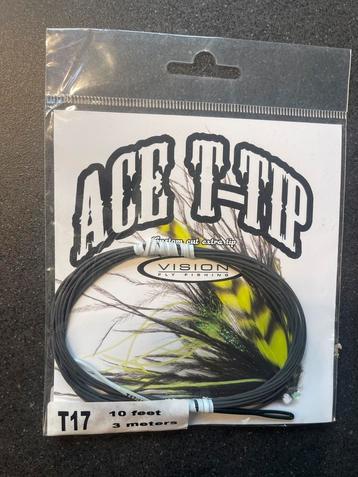 ACE T-TIP
Custom cut extra tip
VISION
FLY FISHING
T17
10 feet
3 meters